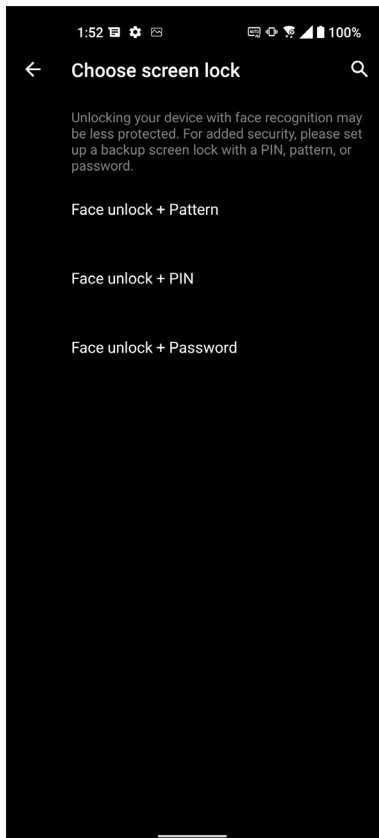 1:52 100%
Choose screen lock
Unlocking your device with face recognition may
be less protected. For added security, please set
up a backup screen lock with a PIN, pattern, or
password.
Face unlock + Pattern
Face unlock + PIN
Face unlock + Password